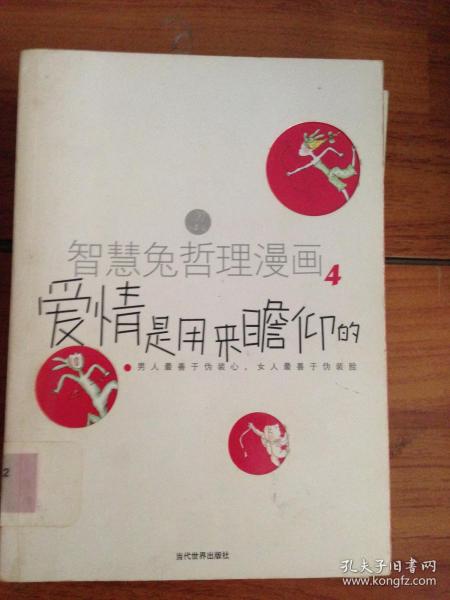 智慧兔哲理漫画4
爱情是用来瞻仰的
男人最善于伪装心，女人最善于伪装脸
2
当代世界出版社
孔夫子旧书网
www.kongfz.com